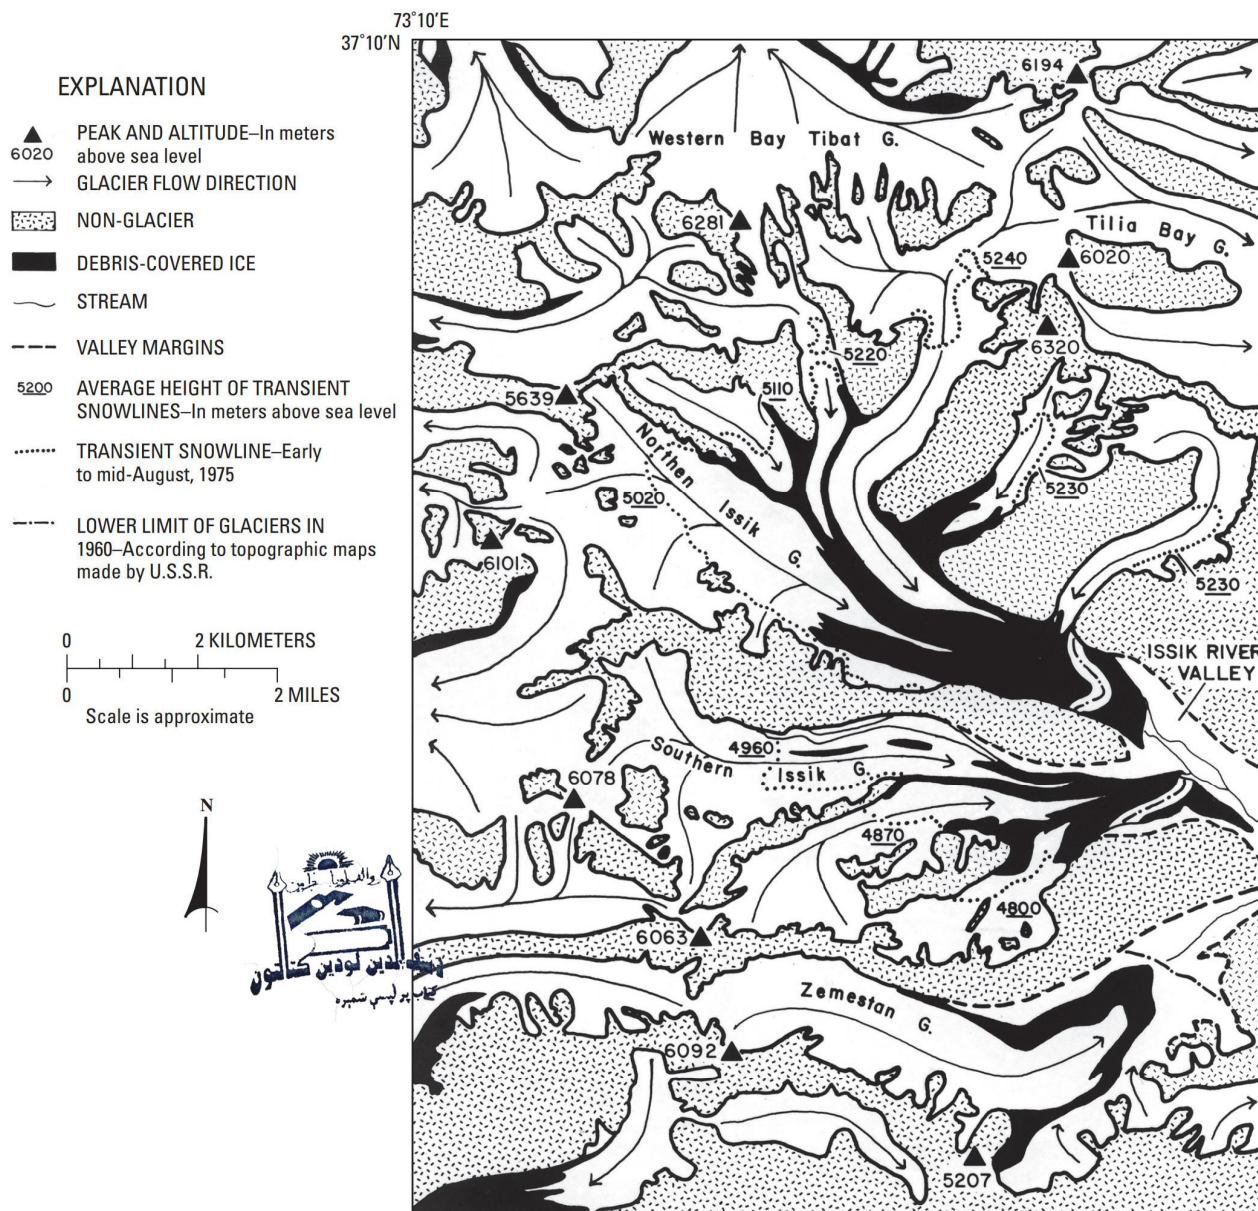 73°10'E
37°10'N
EXPLANATION
PEAK AND ALTITUDE–In meters
6020 above sea level
GLACIER FLOW DIRECTION
NON-GLACIER
DEBRIS-COVERED ICE
STREAM
VALLEY MARGINS
5200 AVERAGE HEIGHT OF TRANSIENT
SNOWLINES–In meters above sea level
TRANSIENT SNOWLINE–Early
to mid-August, 1975
LOWER LIMIT OF GLACIERS IN
1960–According to topographic maps
made by U.S.S.R.
0 2 KILOMETERS
0 2 MILES
Scale is approximate
N
6194
Western Bay Tibat G.
6281
Tilia Bay G.
5240
6020
6320
5220
5110
5639
Northen Issik G.
5020
5230
6101
5230
ISSIK RIVER
VALLEY
4960
Southern Issik G.
6078
4870
4800
6063
Zemestan G.
6092
5207